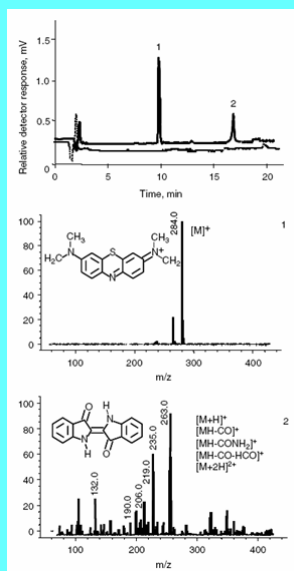 Relative detector response, mV
1.5
1.0
0.5
0.0
1
2
0 5 10 15 20
Time, min
100
80
60
40
20
0
CH₃
N
H₂C
S
N
CH₃
N⁺
CH₂
284.0
[M]⁺
1
100 200 300 400
m/z
100
80
60
40
20
0
O
H
N
N
H
O
132.0
190.0
206.0
219.0
235.0
263.0
[M+H]⁺
[MH-CO]⁺
[MH-CONH₂]⁺
[MH-CO-HCO]⁺
[M+2H]²⁺
2
100 200 300 400
m/z